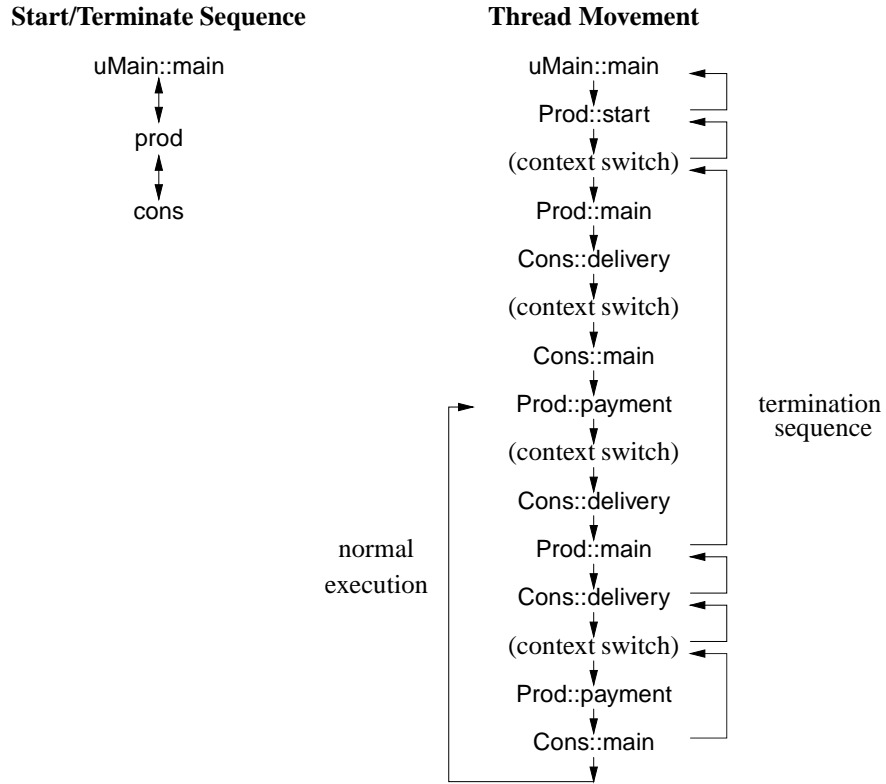 Start/Terminate Sequence
uMain::main
prod
cons
Thread Movement
uMain::main
Prod::start
(context switch)
Prod::main
Cons::delivery
(context switch)
Cons::main
Prod::payment
(context switch)
Cons::delivery
Prod::main
Cons::delivery
(context switch)
Prod::payment
Cons::main
normal
execution
termination
sequence